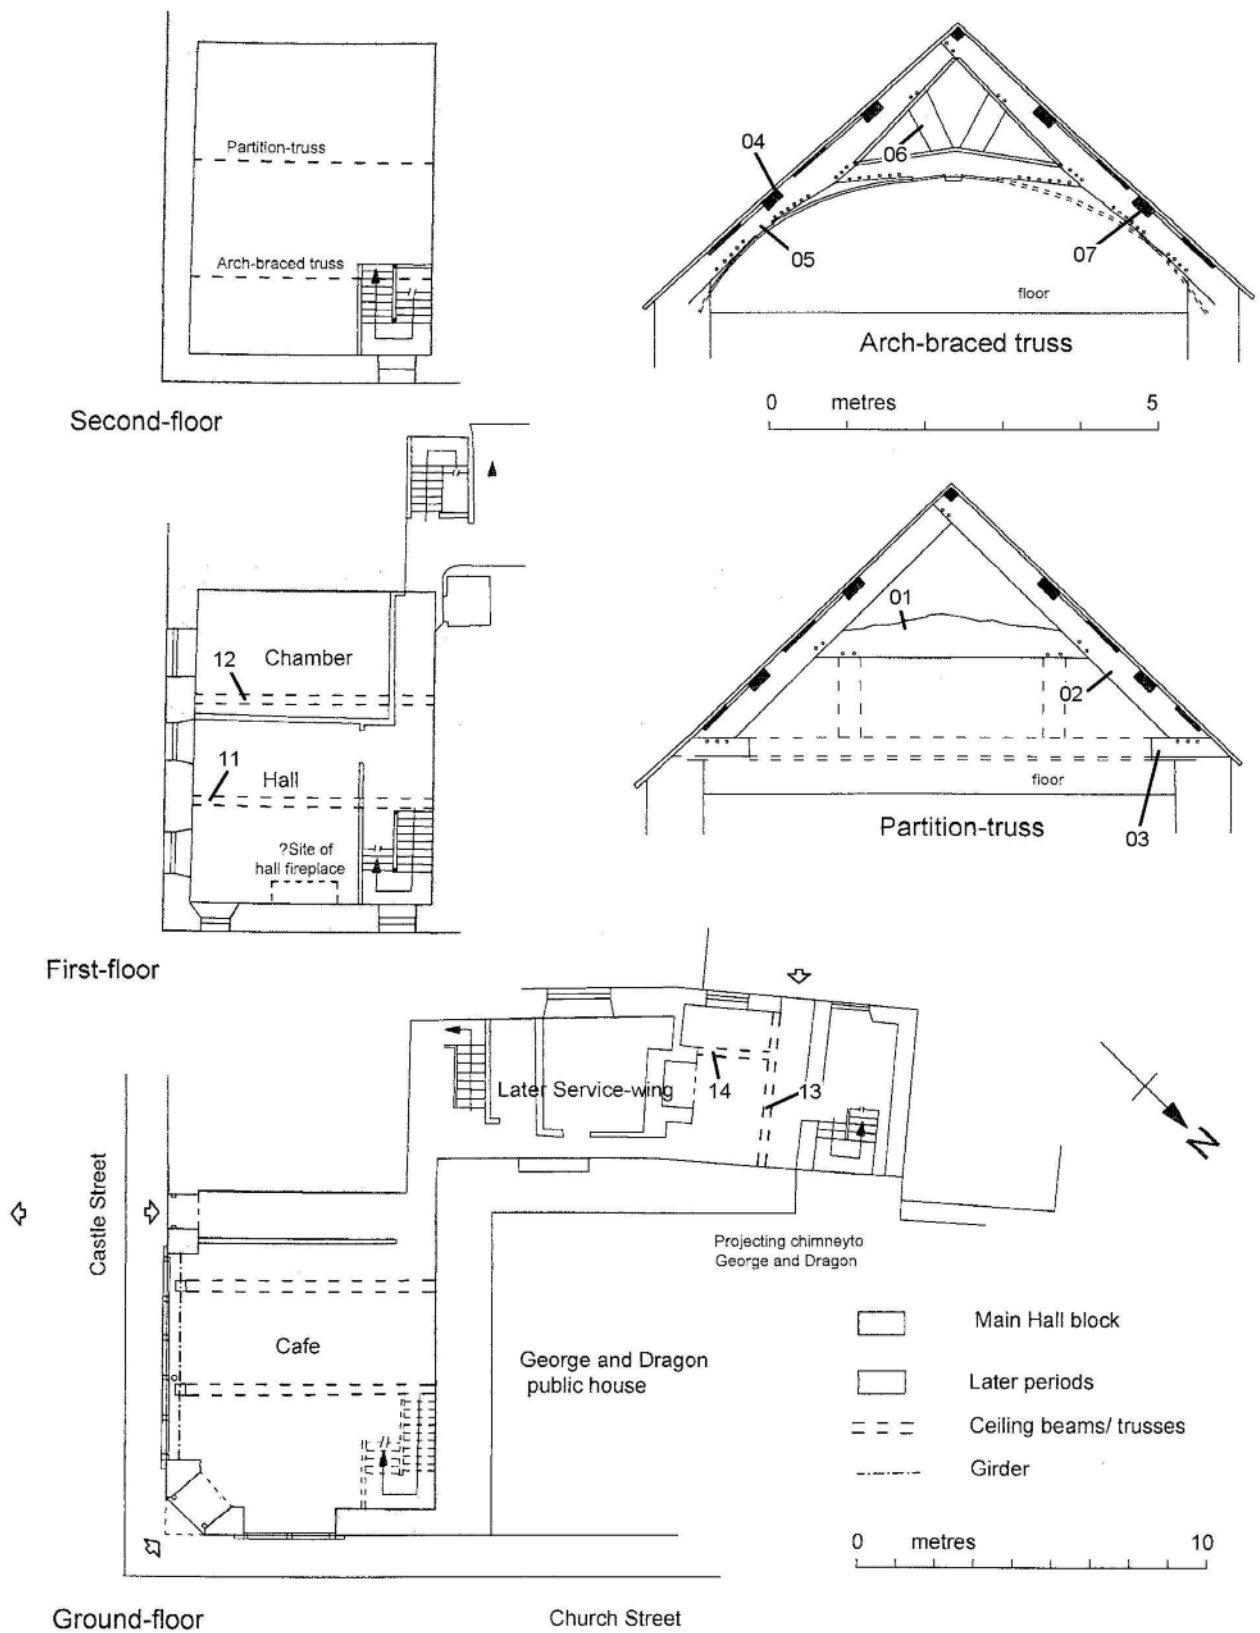 Partition-truss
Arch-braced truss
Second-floor
04
06
05
07
floor
Arch-braced truss
0 metres 5
01
02
floor
03
Partition-truss
Chamber
12
11
Hall
?Site of
hall fireplace
First-floor
Later Service-wing
14
13
N
Castle Street
Projecting chimneyto
George and Dragon
Cafe
George and Dragon
public house
Main Hall block
Later periods
Ceiling beams/ trusses
Girder
0 metres 10
Ground-floor
Church Street